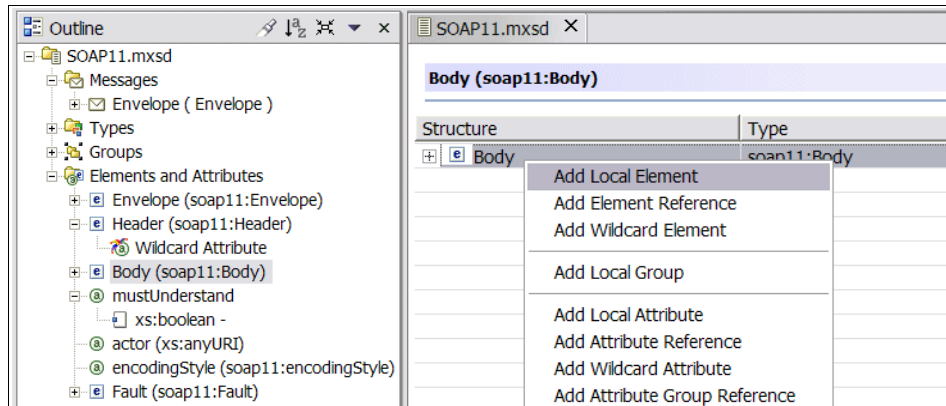 Outline
SOAP11.mxsd
Messages
Envelope ( Envelope )
Types
Groups
Elements and Attributes
Envelope (soap11:Envelope)
Header (soap11:Header)
Wildcard Attribute
Body (soap11:Body)
mustUnderstand
xs:boolean -
actor (xs:anyURI)
encodingStyle (soap11:encodingStyle)
Fault (soap11:Fault)
SOAP11.mxsd
Body (soap11:Body)
Structure Type
Body soap11:Body
Add Local Element
Add Element Reference
Add Wildcard Element
Add Local Group
Add Local Attribute
Add Attribute Reference
Add Wildcard Attribute
Add Attribute Group Reference